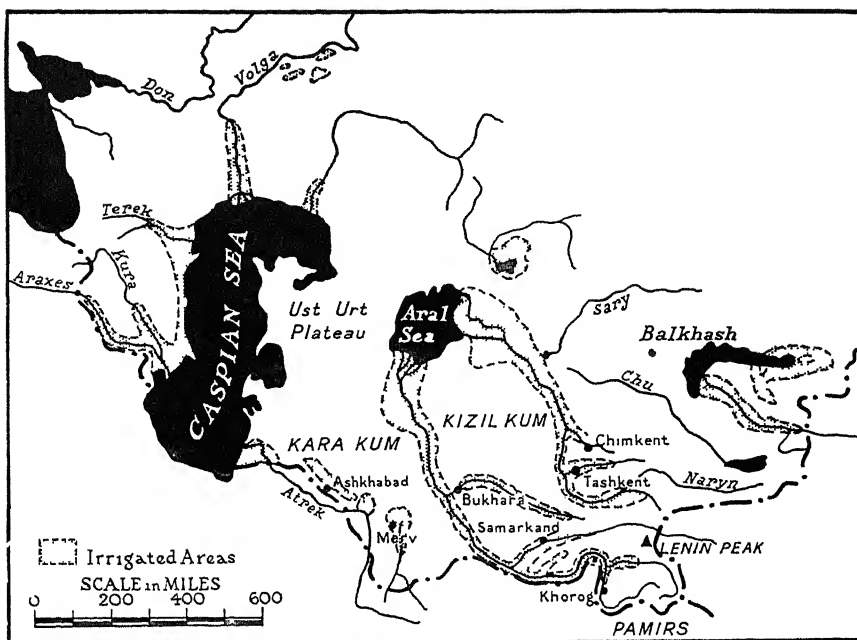 Don
Volga
Terek
Kura
Araxes
CASPIAN SEA
Ust Urt
Plateau
Aral
Sea
Sary
Balkhash
Chu
KARA KUM
KIZIL KUM
Chimkent
Tashkent
Naryn
Ashkhabad
Atrek
Bukhara
Merv
Samarkand
LENIN PEAK
Khorog
PAMIRS
Irrigated Areas
SCALE in MILES
0 200 400 600